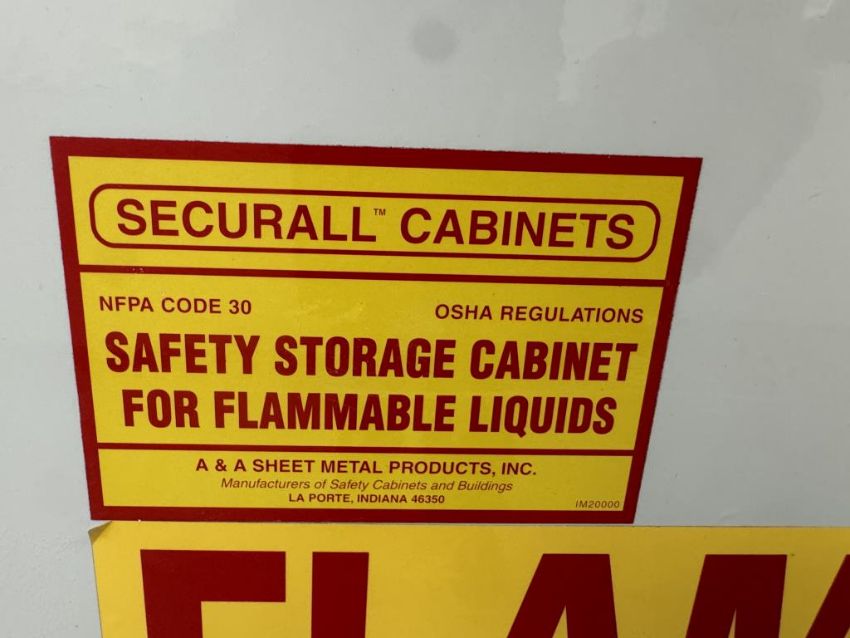 SECURALL™ CABINETS
NFPA CODE 30 OSHA REGULATIONS
SAFETY STORAGE CABINET
FOR FLAMMABLE LIQUIDS
A & A SHEET METAL PRODUCTS, INC.
Manufacturers of Safety Cabinets and Buildings
LA PORTE, INDIANA 46350
IM20000